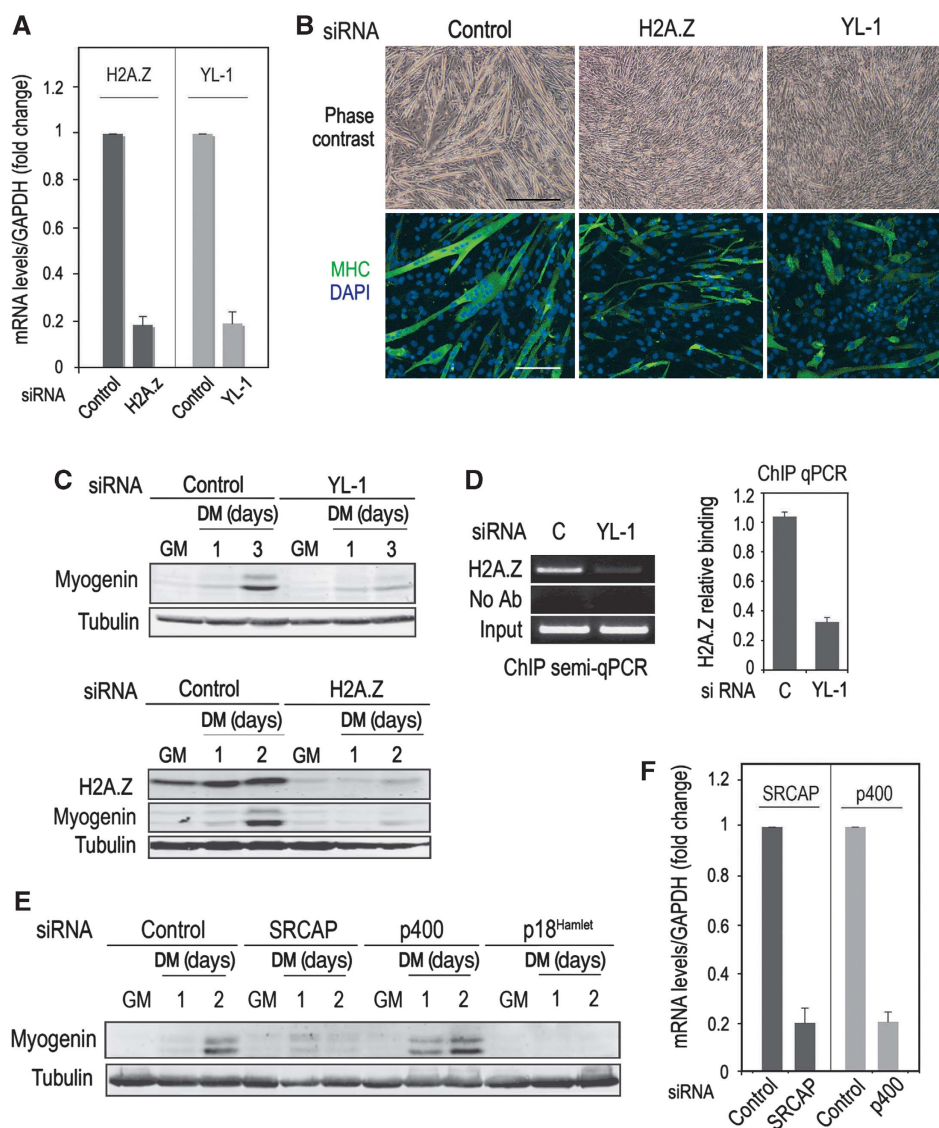 A
mRNA levels/GAPDH (fold change)
1.2
1
0.8
0.6
0.4
0.2
0
H2A.Z
YL-1
siRNA
Control
H2A.z
Control
YL-1
B
siRNA
Control
H2A.Z
YL-1
Phase
contrast
MHC
DAPI
C
siRNA
Control
YL-1
DM (days)
DM (days)
GM 1 3 GM 1 3
Myogenin
Tubulin
siRNA
Control
H2A.Z
DM (days)
DM (days)
GM 1 2 GM 1 2
H2A.Z
Myogenin
Tubulin
D
siRNA C YL-1
H2A.Z
No Ab
Input
ChIP semi-qPCR
ChIP qPCR
H2A.Z relative binding
1.2
1.0
0.8
0.6
0.4
0.2
0
si RNA C YL-1
E
siRNA
Control
SRCAP
p400
p18Hamlet
DM (days)
DM (days)
DM (days)
DM (days)
GM 1 2 GM 1 2 GM 1 2 GM 1 2
Myogenin
Tubulin
F
mRNA levels/GAPDH (fold change)
1.2
1
0.8
0.6
0.4
0.2
0
SRCAP
p400
siRNA
Control
SRCAP
Control
p400